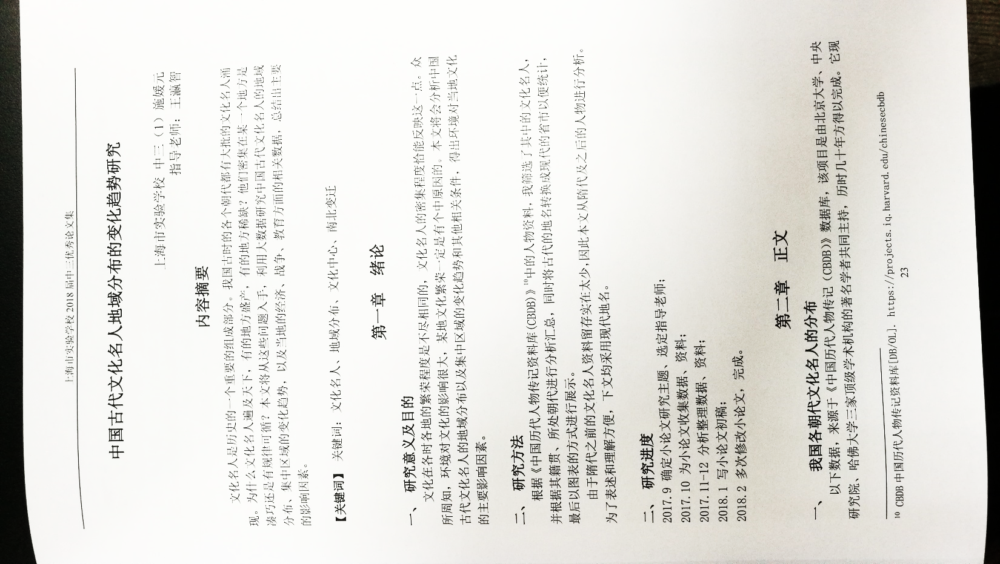 上海市实验学校 2018 届中三优秀论文集
中国古代文化名人地域分布的变化趋势研究
上海市实验学校 中三（1）施媛元
指导老师：王瀛智
内容摘要
文化名人是历史的一个重要的组成部分。我国古时的各个朝代都有大批的文化名人涌
现。为什么文化名人遍及天下，有的地方盛产，有的地方稀缺？他们密集在某一个地方是
凑巧还是有规律可循？本文将从这些问题入手，利用大数据研究中国古代文化名人的地域
分布、集中区域的变化趋势，以及当地的经济、战争、教育方面的相关数据，总结出主要
的影响因素。
【关键词】 关键词：文化名人、地域分布、文化中心、南北变迁
第一章 绪论
一、 研究意义及目的
文化在各时各地的繁荣程度是不尽相同的，文化名人的密集程度恰能反映这一点。众
所周知，环境对文化的影响很大，某地文化繁荣一定是有个中原因的。本文将会分析中国
古代文化名人的地域分布以及集中区域的变化趋势和其他相关条件，得出环境对当地文化
的主要影响因素。
二、 研究方法
根据《中国历代人物传记资料库(CBDB)》¹⁰中的人物资料，我筛选了其中的文化名人，
并根据其籍贯、所处朝代进行分析汇总，同时将古代的地名转换成现代的省市以便统计，
最后以图表的方式进行展示。
由于隋代之前的文化名人资料留存实在太少,因此本文从隋代及之后的人物进行分析。
为了表述和理解方便，下文均采用现代地名。
二、 研究进度
2017.9 确定小论文研究主题、选定指导老师；
2017.10 为小论文收集数据、资料；
2017.11-12 分析整理数据、资料；
2018.1 写小论文初稿；
2018.2 多次修改小论文，完成。
第二章 正文
一、 我国各朝代文化名人的分布
以下数据，来源于《中国历代人物传记（CBDB)》数据库，该项目是由北京大学、中央
研究院、哈佛大学三家顶级学术机构的著名学者共同主持，历时几十年方得以完成。它现
¹⁰ CBDB 中国历代人物传记资料库[DB/OL]．https://projects.iq.harvard.edu/chinesecbdb
23